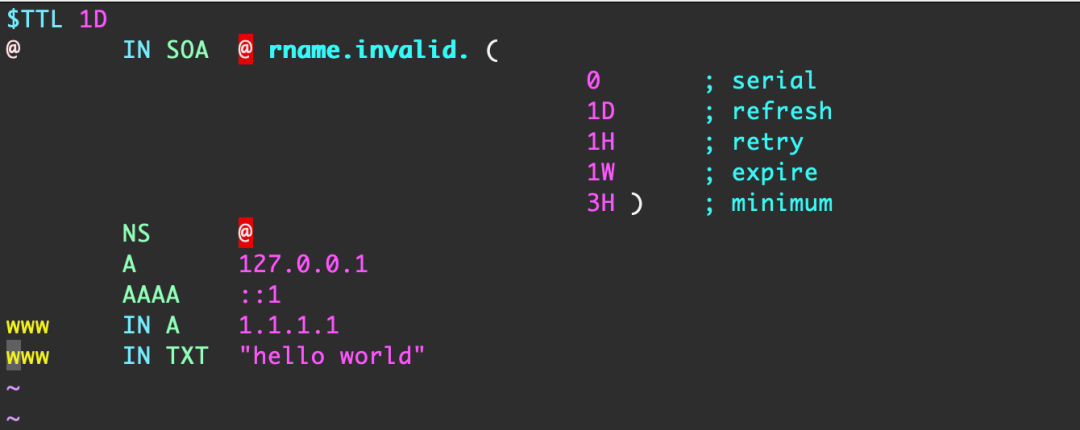 $TTL 1D
@ IN SOA @ rname.invalid. (
0 ; serial
1D ; refresh
1H ; retry
1W ; expire
3H ) ; minimum
NS @
A 127.0.0.1
AAAA ::1
www IN A 1.1.1.1
www IN TXT "hello world"
~
~